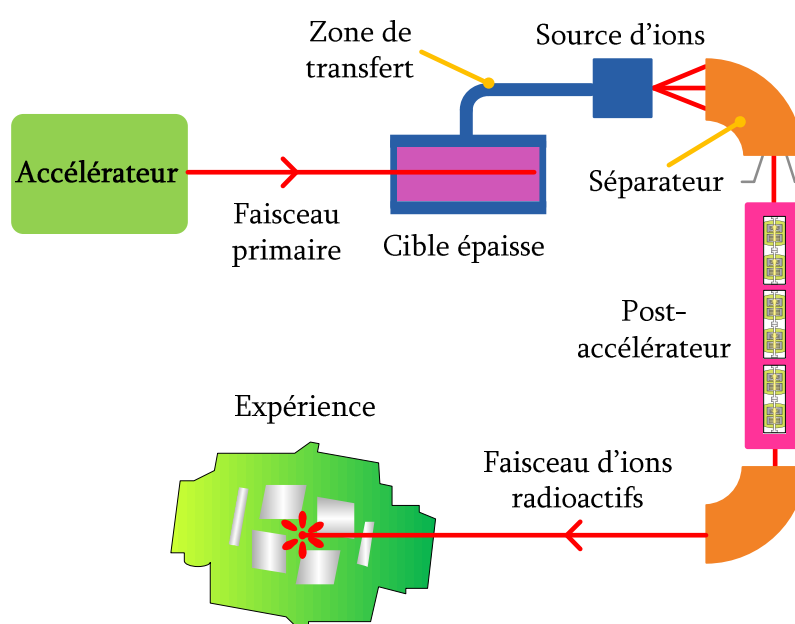 Zone de
transfert
Source d'ions
Accélérateur
Séparateur
Faisceau
primaire
Cible épaisse
Post-
accélérateur
Expérience
Faisceau d'ions
radioactifs